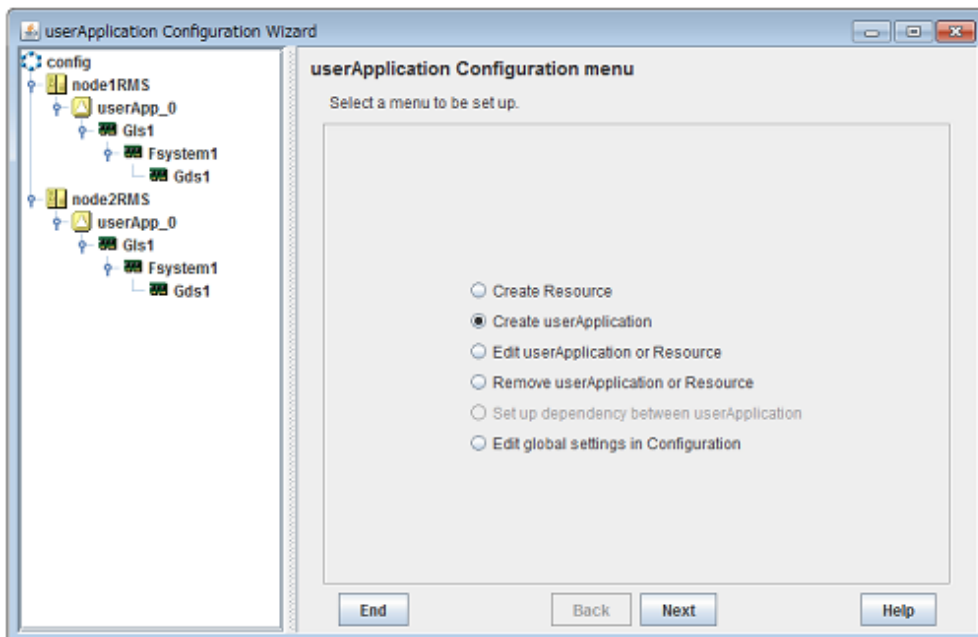 userApplication Configuration Wizard
config
node1RMS
userApp_0
Gls1
Fsystem1
Gds1
node2RMS
userApp_0
Gls1
Fsystem1
Gds1
userApplication Configuration menu
Select a menu to be set up.
Create Resource
Create userApplication
Edit userApplication or Resource
Remove userApplication or Resource
Set up dependency between userApplication
Edit global settings in Configuration
End Back Next Help